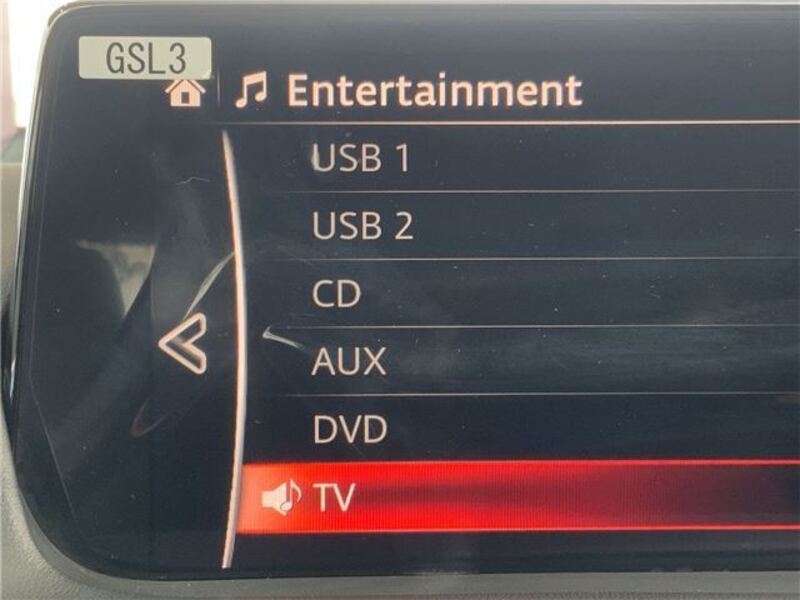 GSL3
Entertainment
USB 1
USB 2
CD
AUX
DVD
TV